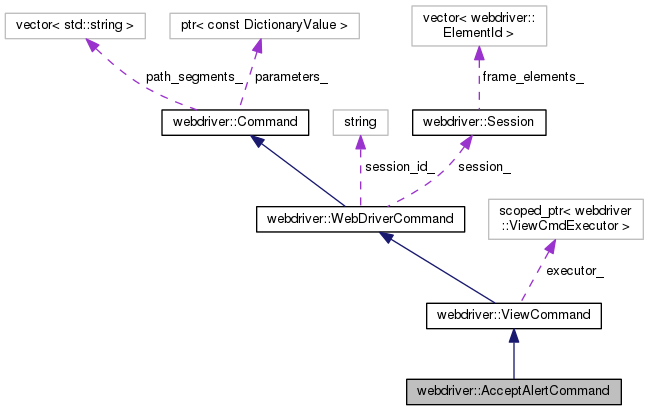 vector< std::string >
ptr< const DictionaryValue >
vector< webdriver::
ElementId >
path_segments_
parameters_
frame_elements_
webdriver::Command
string
webdriver::Session
session_id_
session_
webdriver::WebDriverCommand
scoped_ptr< webdriver
::ViewCmdExecutor >
executor_
webdriver::ViewCommand
webdriver::AcceptAlertCommand